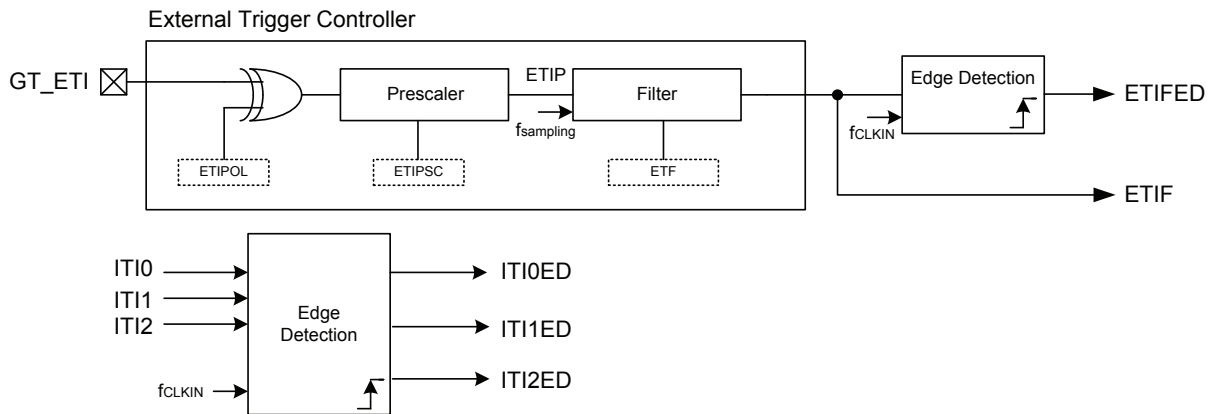 External Trigger Controller
GT_ETI
Prescaler
ETIP
Filter
fsampling
ETIPOL
ETIPSC
ETF
Edge Detection
fCLKIN
ETIFED
ETIF
ITI0
ITI1
ITI2
fCLKIN
Edge
Detection
ITI0ED
ITI1ED
ITI2ED